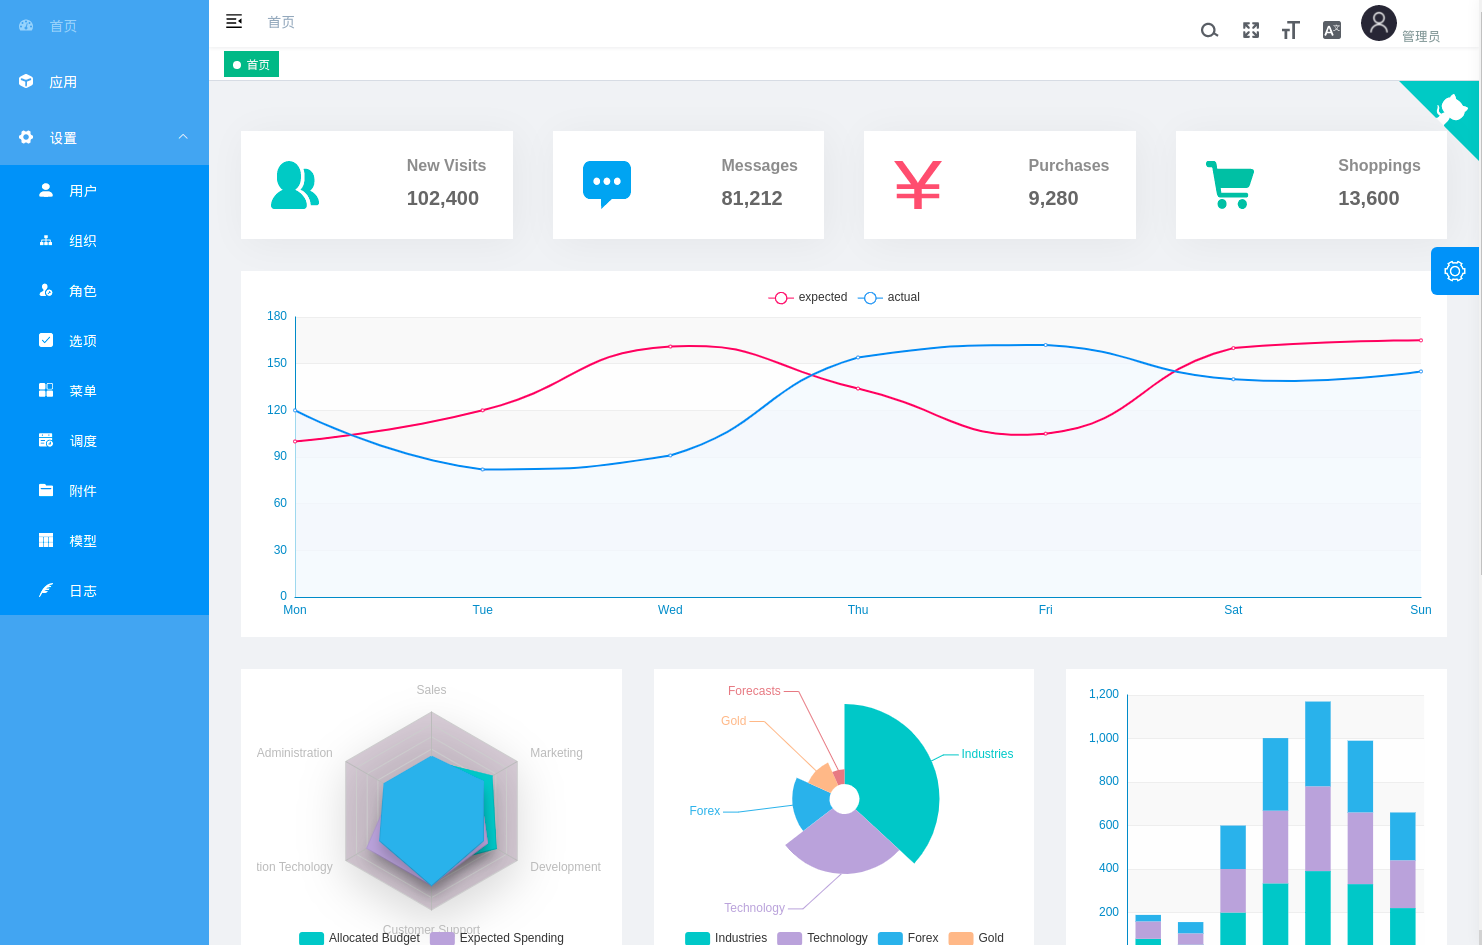 首页
应用
设置
用户
组织
角色
选项
菜单
调度
附件
模型
日志
首页
管理员
首页
New Visits
102,400
Messages
81,212
Purchases
9,280
Shoppings
13,600
expected
actual
180
150
120
90
60
30
0
Mon Tue Wed Thu Fri Sat Sun
Sales
Administration
Marketing
tion Techology
Development
Customer Support
Allocated Budget
Expected Spending
Forecasts
Gold
Industries
Forex
Technology
Industries
Technology
Forex
Gold
1,200
1,000
800
600
400
200